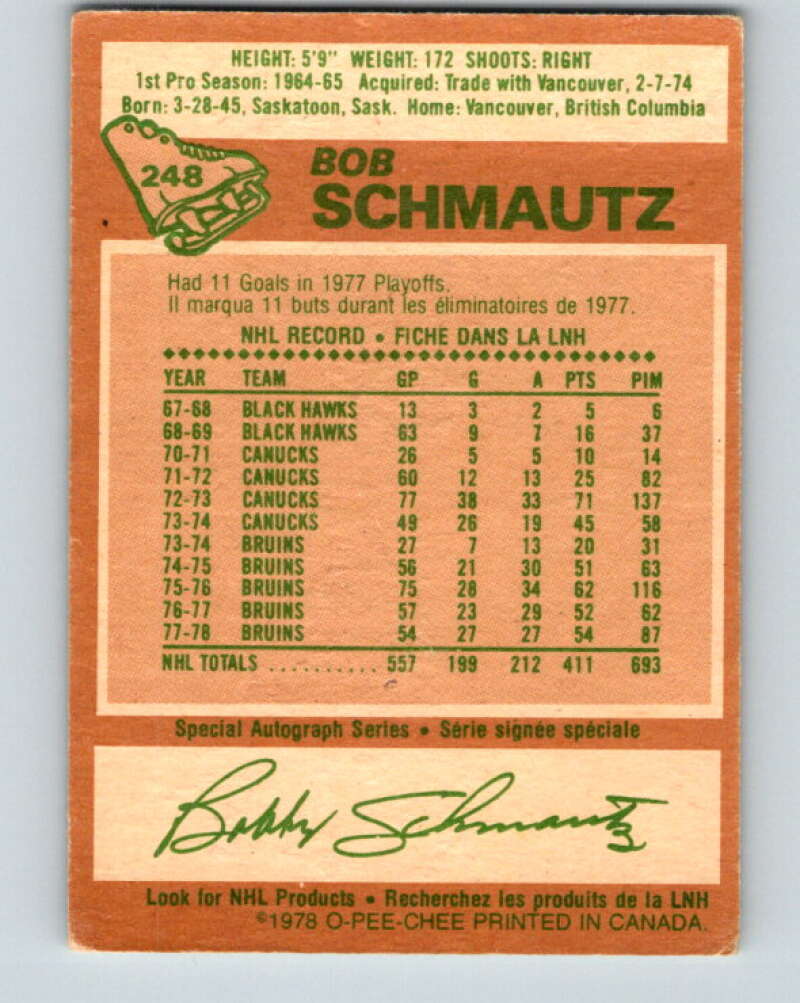 HEIGHT: 5'9" WEIGHT: 172 SHOOTS: RIGHT
1st Pro Season: 1964-65 Acquired: Trade with Vancouver, 2-7-74
Born: 3-28-45, Saskatoon, Sask. Home: Vancouver, British Columbia
248
BOB
SCHMAUTZ
Had 11 Goals in 1977 Playoffs.
Il marqua 11 buts durant les éliminatoires de 1977.
NHL RECORD • FICHE DANS LA LNH
YEAR TEAM GP G A PTS PIM
67-68 BLACK HAWKS 13 3 2 5 6
68-69 BLACK HAWKS 63 9 7 16 37
70-71 CANUCKS 26 5 5 10 14
71-72 CANUCKS 60 12 13 25 82
72-73 CANUCKS 77 38 33 71 137
73-74 CANUCKS 49 26 19 45 58
73-74 BRUINS 27 7 13 20 31
74-75 BRUINS 56 21 30 51 63
75-76 BRUINS 75 28 34 62 116
76-77 BRUINS 57 23 29 52 62
77-78 BRUINS 54 27 27 54 87
NHL TOTALS .......... 557 199 212 411 693
Special Autograph Series • Série signée spéciale
Bobby Schmautz
Look for NHL Products • Recherchez les produits de la LNH
©1978 O-PEE-CHEE PRINTED IN CANADA.